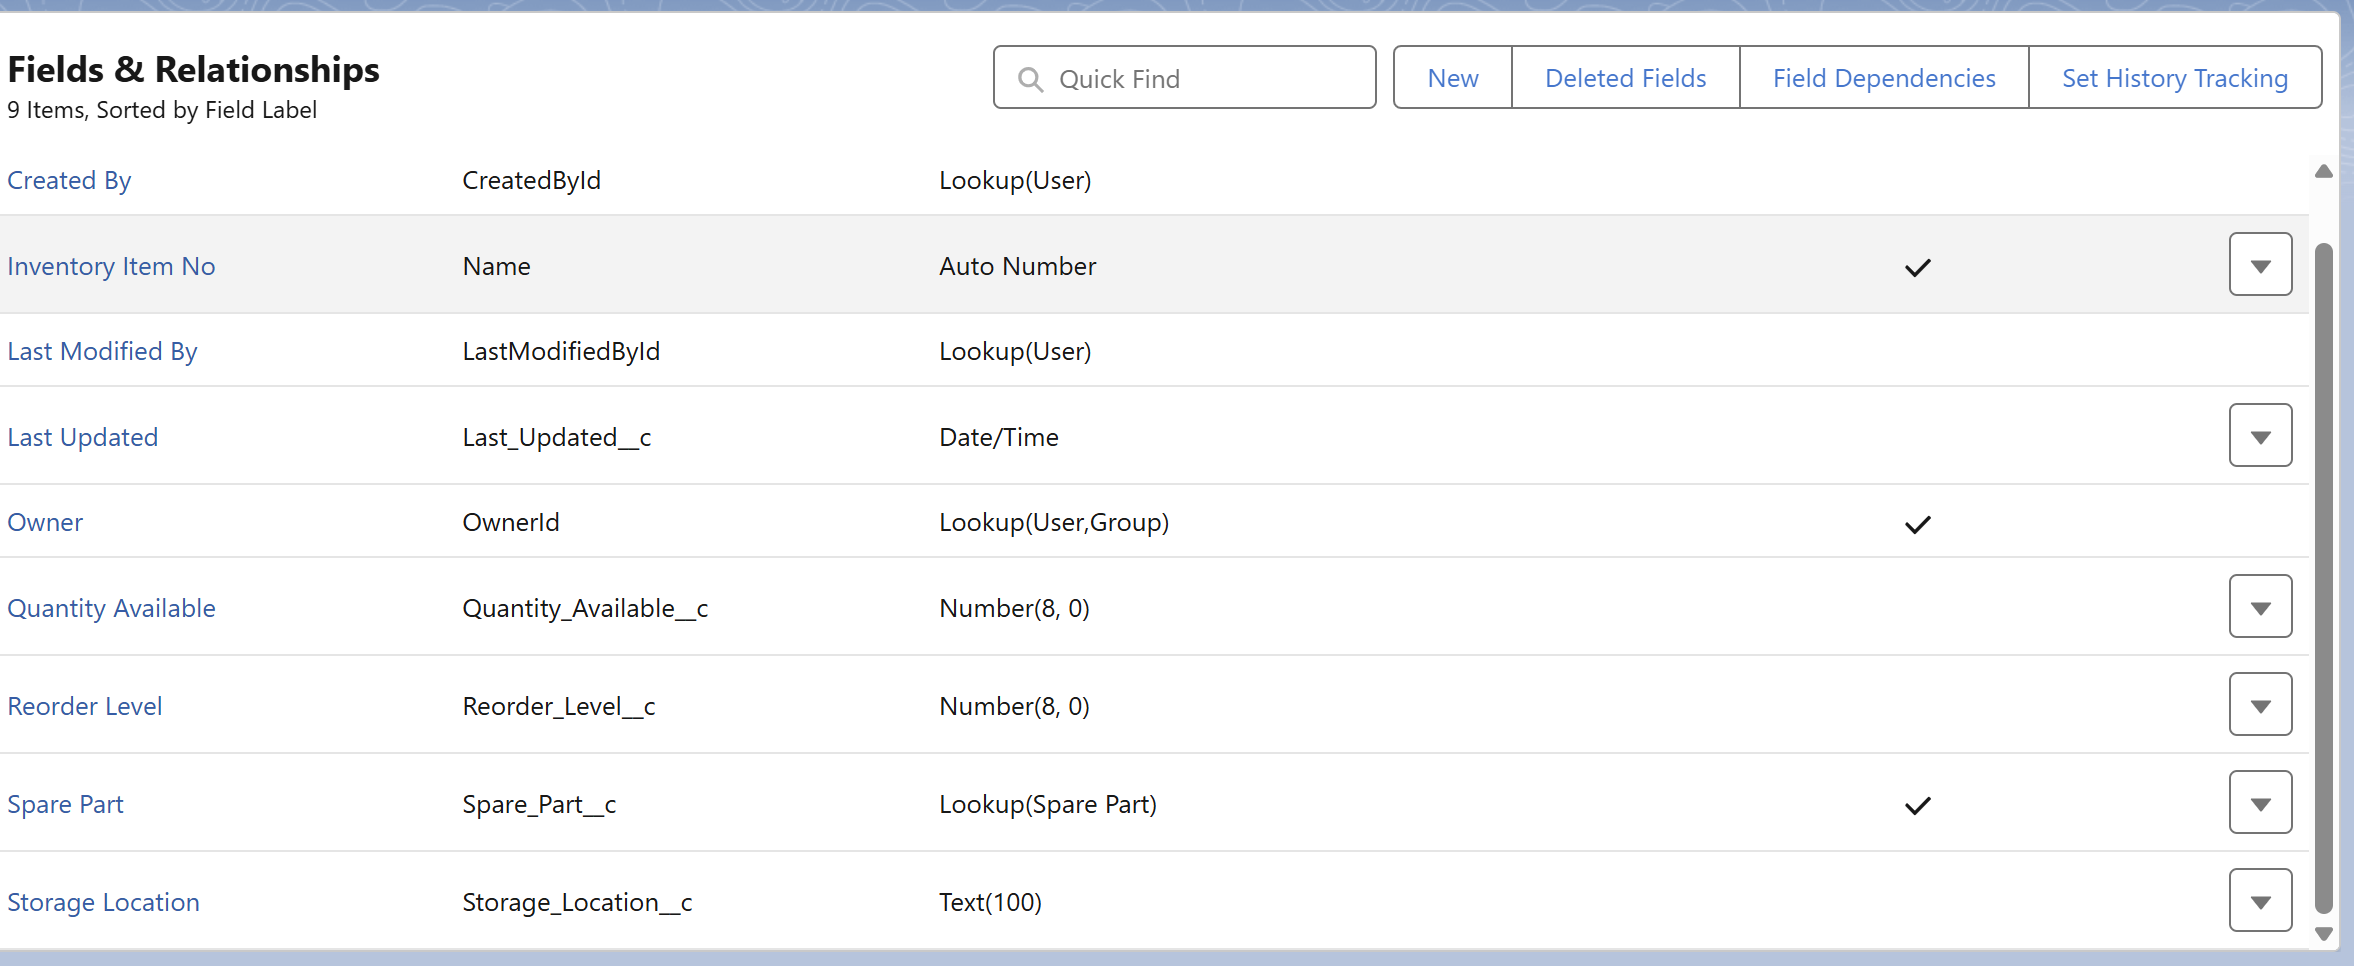 Fields & Relationships
9 Items, Sorted by Field Label
Quick Find
New
Deleted Fields
Field Dependencies
Set History Tracking
Created By CreatedById Lookup(User)
Inventory Item No Name Auto Number
Last Modified By LastModifiedById Lookup(User)
Last Updated Last_Updated__c Date/Time
Owner OwnerId Lookup(User,Group)
Quantity Available Quantity_Available__c Number(8, 0)
Reorder Level Reorder_Level__c Number(8, 0)
Spare Part Spare_Part__c Lookup(Spare Part)
Storage Location Storage_Location__c Text(100)